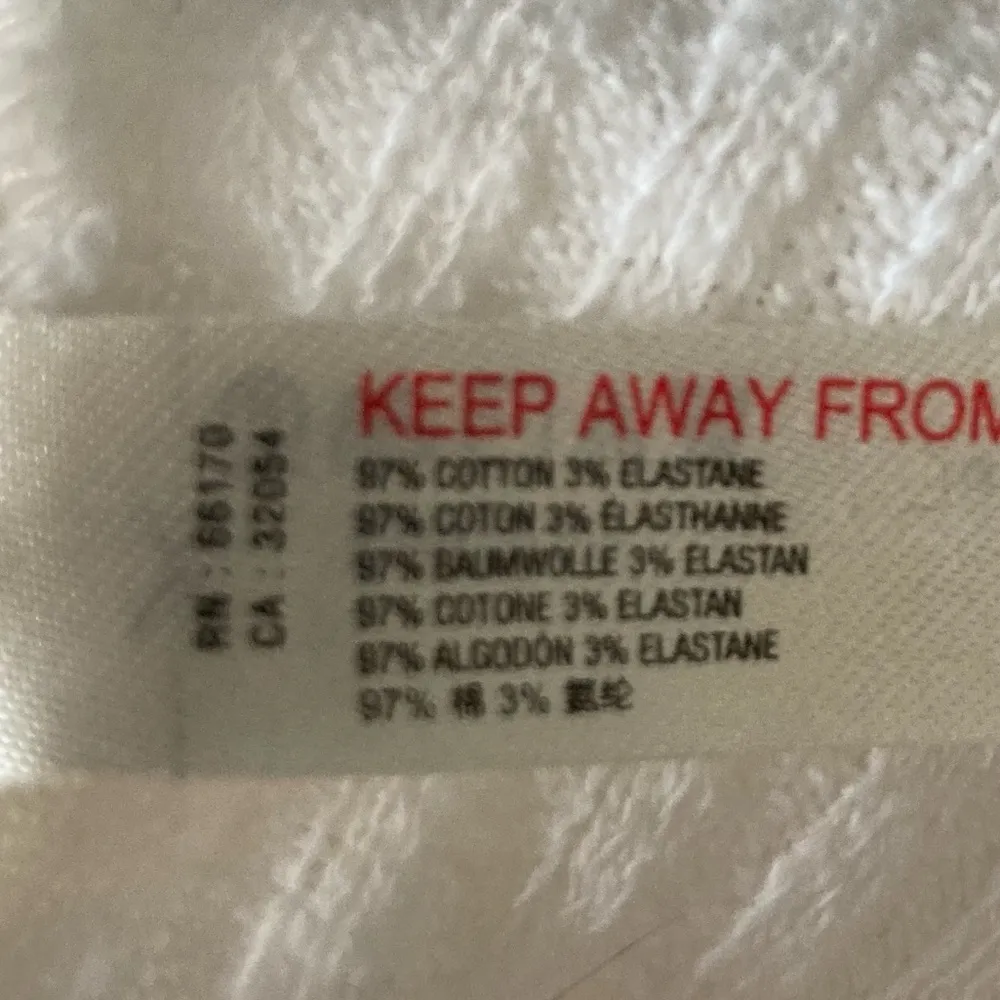 RN : 66170
CA : 32054
KEEP AWAY FROM
97% COTTON 3% ELASTANE
97% COTON 3% ÉLASTHANNE
97% BAUMWOLLE 3% ELASTAN
97% COTONE 3% ELASTAN
97% ALGODÓN 3% ELASTANE
97% 棉 3% 氨纶